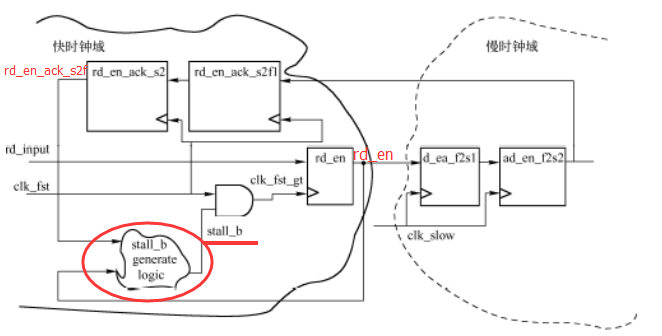 快时钟域
慢时钟域
rd_en_ack_s2f
rd_en_ack_s2
rd_en_ack_s2f1
rd_input
rd_en
rd_en
d_ea_f2s1
ad_en_f2s2
clk_fst
clk_fst_gt
stall_b
clk_slow
stall_b
generate
logic